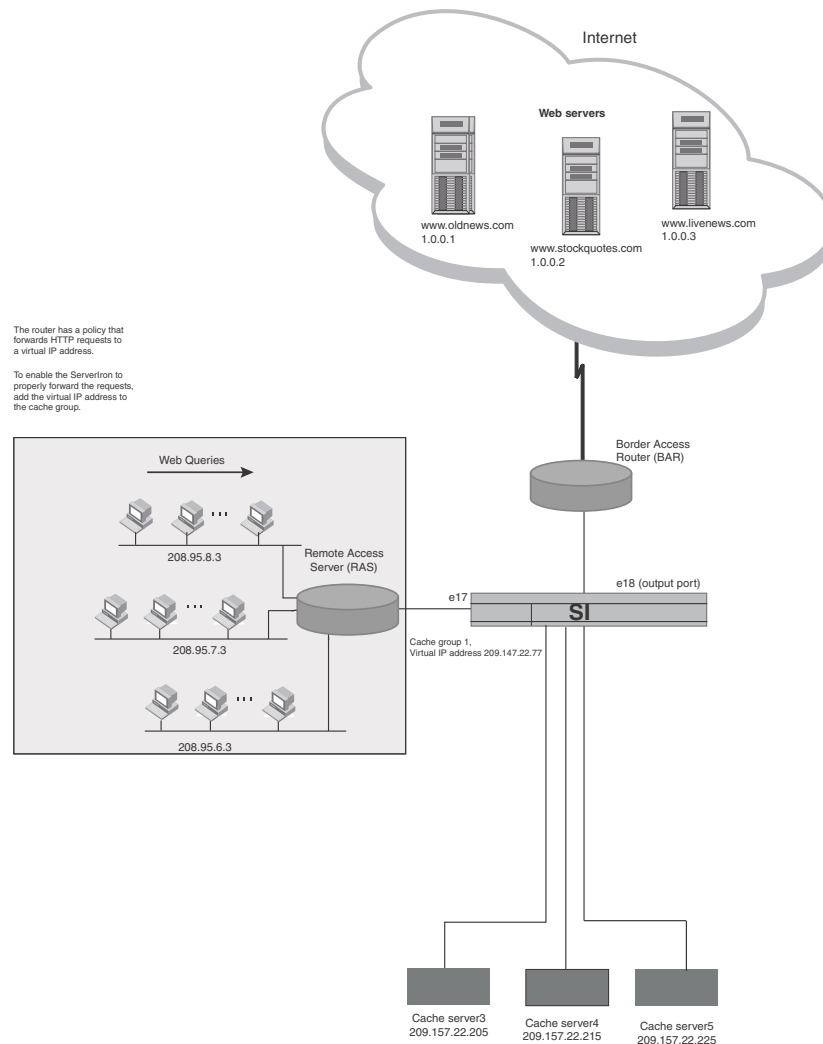 Internet
Web servers
www.oldnews.com
1.0.0.1
www.stockquotes.com
1.0.0.2
www.livenews.com
1.0.0.3
The router has a policy that
forwards HTTP requests to
a virtual IP address.
To enable the ServerIron to
properly forward the requests,
add the virtual IP address to
the cache group.
Border Access
Router (BAR)
Web Queries
208.95.8.3
Remote Access
Server (RAS)
208.95.7.3
208.95.6.3
e17
e18 (output port)
SI
Cache group 1,
Virtual IP address 209.147.22.77
Cache server3
209.157.22.205
Cache server4
209.157.22.215
Cache server5
209.157.22.225